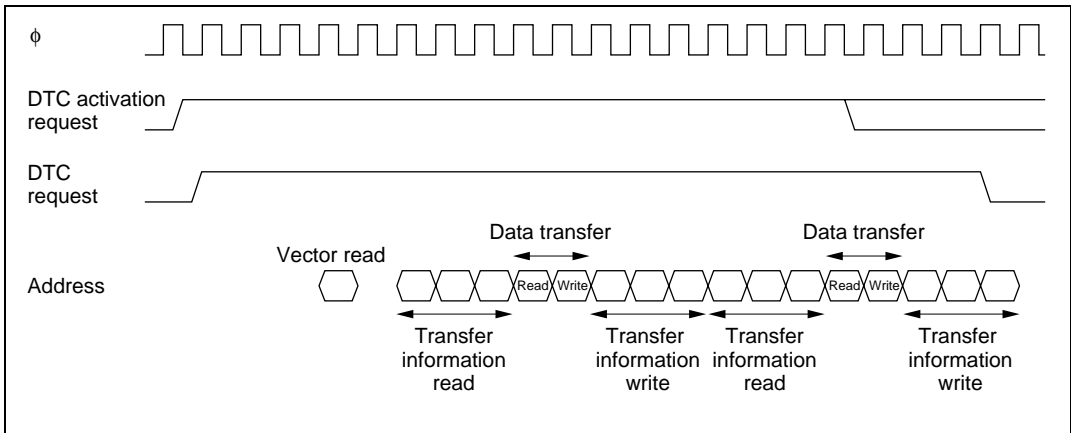 ϕ
DTC activation
request
DTC
request
Data transfer Data transfer
Vector read
Address
Read Write Read Write
Transfer Transfer Transfer Transfer
information information information information
read write read write